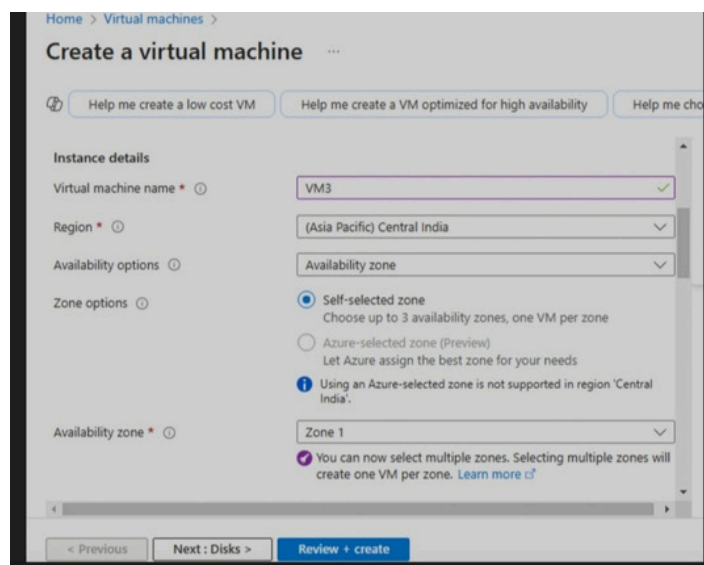 Home > Virtual machines >
Create a virtual machine ...
Help me create a low cost VM
Help me create a VM optimized for high availability
Help me cho
Instance details
Virtual machine name *
VM3
Region *
(Asia Pacific) Central India
Availability options
Availability zone
Zone options
Self-selected zone
Choose up to 3 availability zones, one VM per zone
Azure-selected zone (Preview)
Let Azure assign the best zone for your needs
Using an Azure-selected zone is not supported in region 'Central
India'.
Availability zone *
Zone 1
You can now select multiple zones. Selecting multiple zones will
create one VM per zone. Learn more
< Previous
Next : Disks >
Review + create